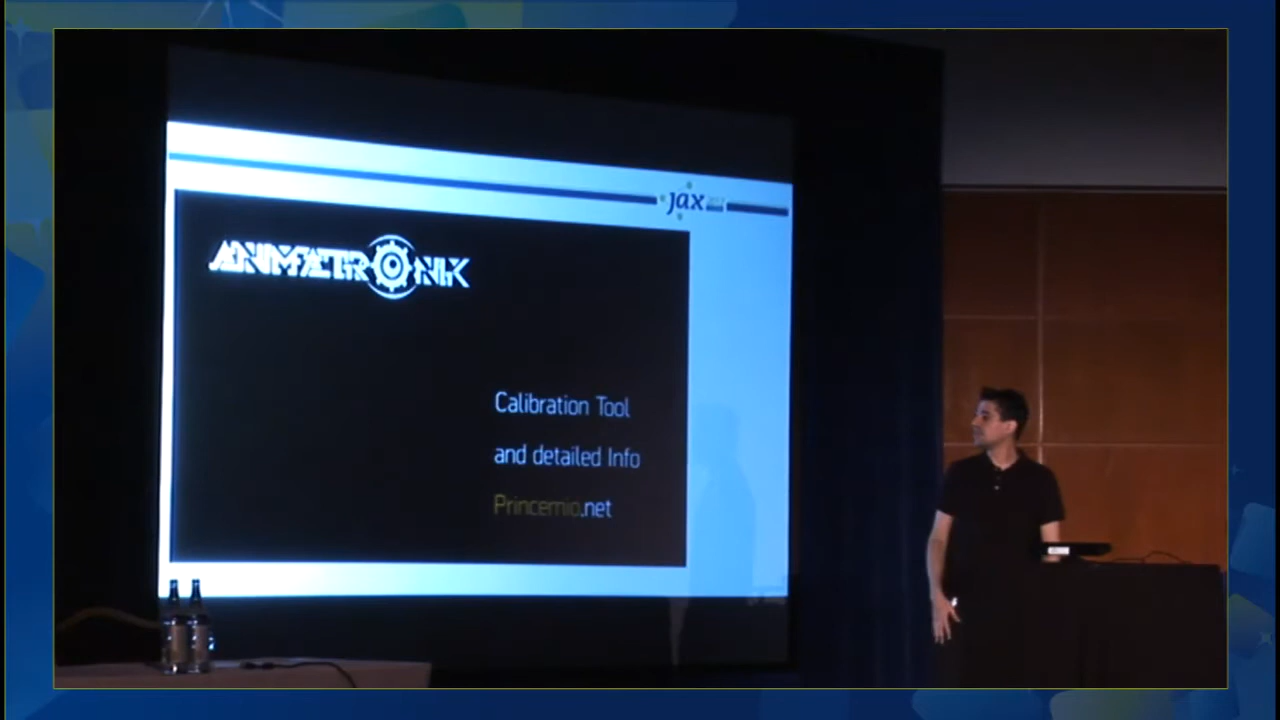 jax
ANIMATRONIK
Calibration Tool
and detailed Info
Princemio.net